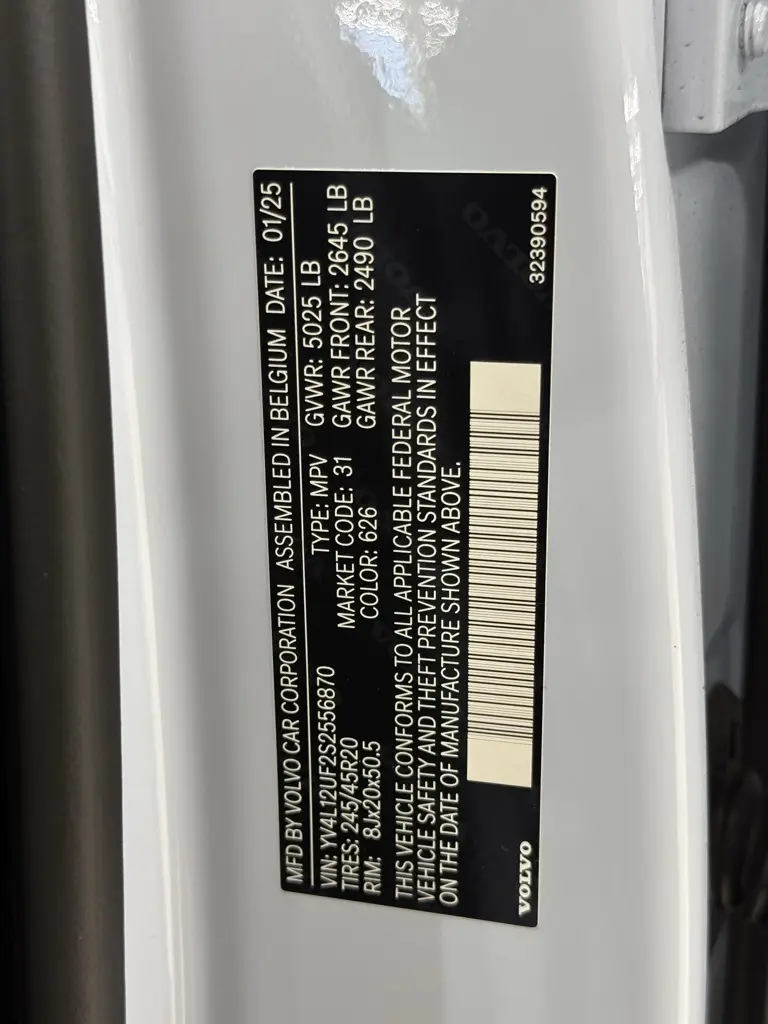 MFD BY VOLVO CAR CORPORATION ASSEMBLED IN BELGIUM DATE: 01/25
VIN: YV4L12UF2S2556870 TYPE: MPV GVWR: 5025 LB
TIRES: 245/45R20 MARKET CODE: 31 GAWR FRONT: 2645 LB
RIM: 8Jx20x50.5 COLOR: 626 GAWR REAR: 2490 LB
THIS VEHICLE CONFORMS TO ALL APPLICABLE FEDERAL MOTOR
VEHICLE SAFETY AND THEFT PREVENTION STANDARDS IN EFFECT
ON THE DATE OF MANUFACTURE SHOWN ABOVE.
VOLVO 32390594